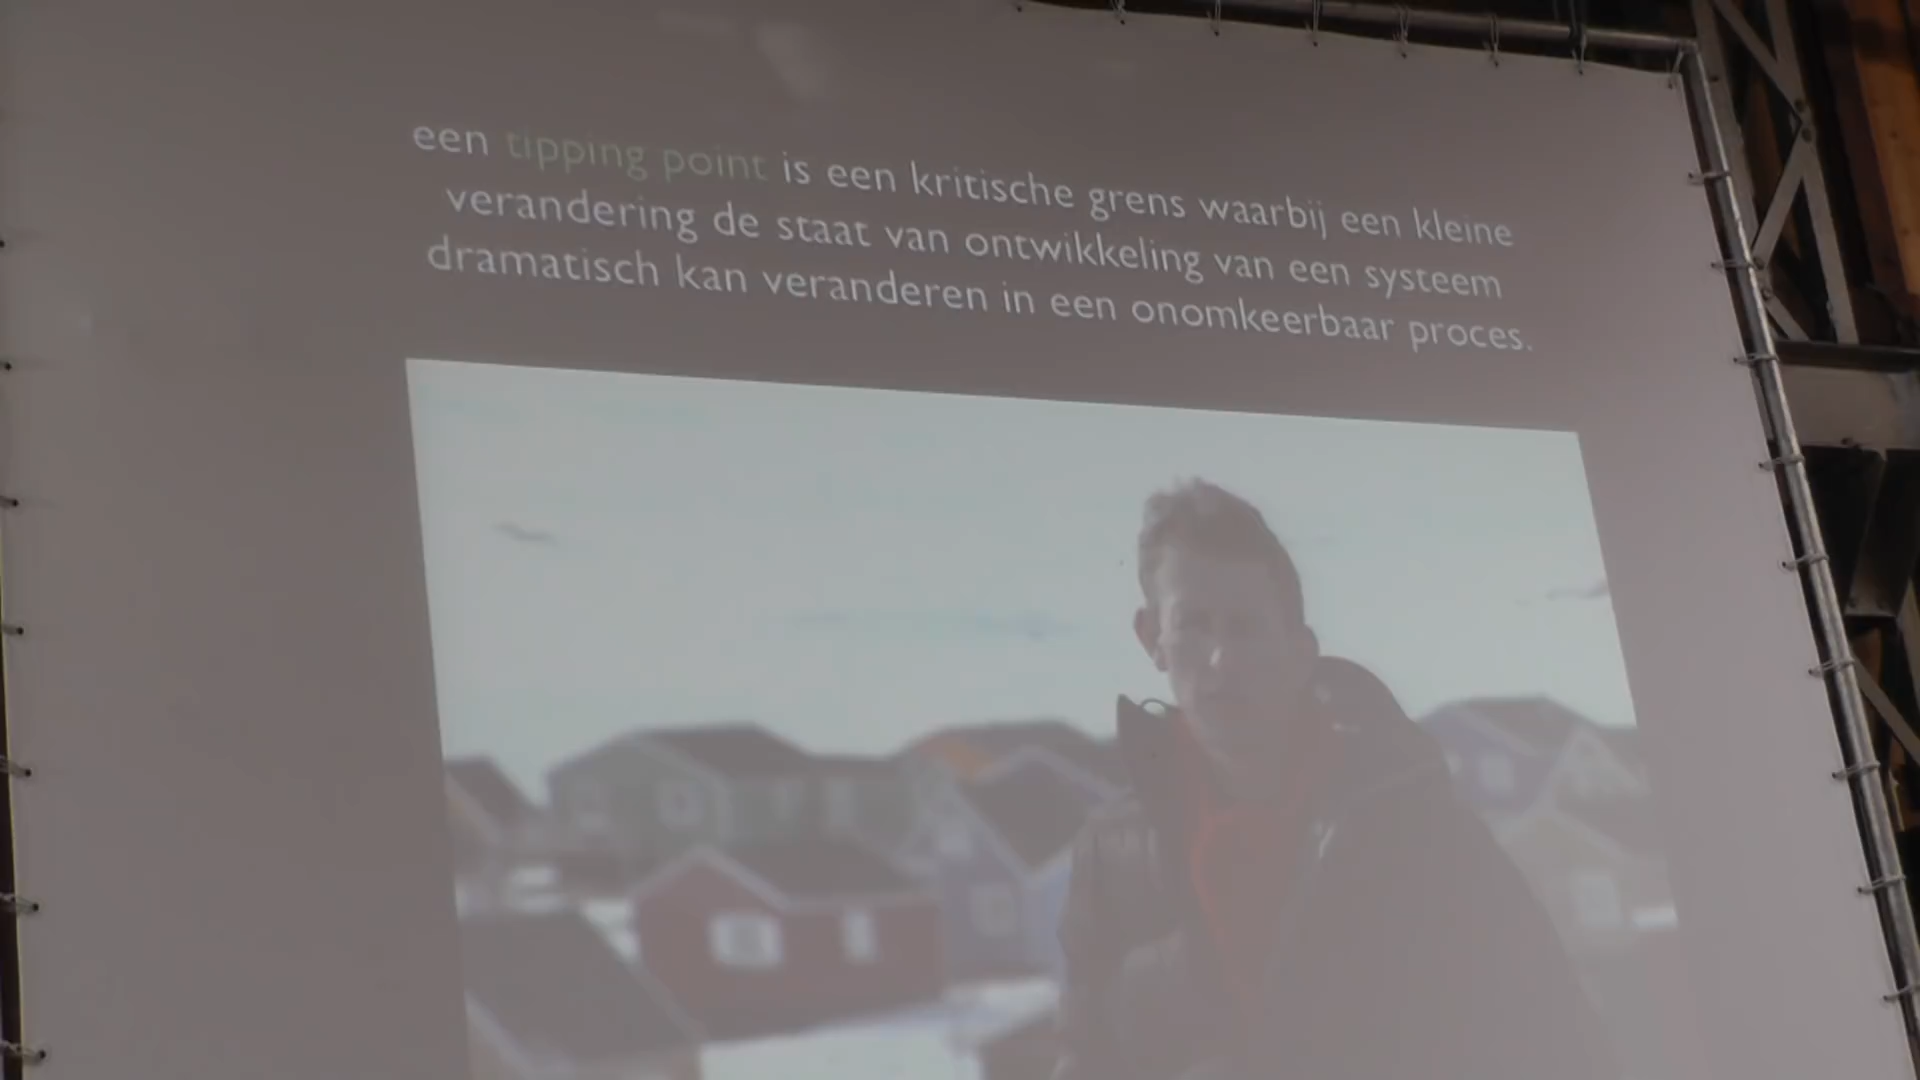 een tipping point is een kritische grens waarbij een kleine
verandering de staat van ontwikkeling van een systeem
dramatisch kan veranderen in een onomkeerbaar proces.